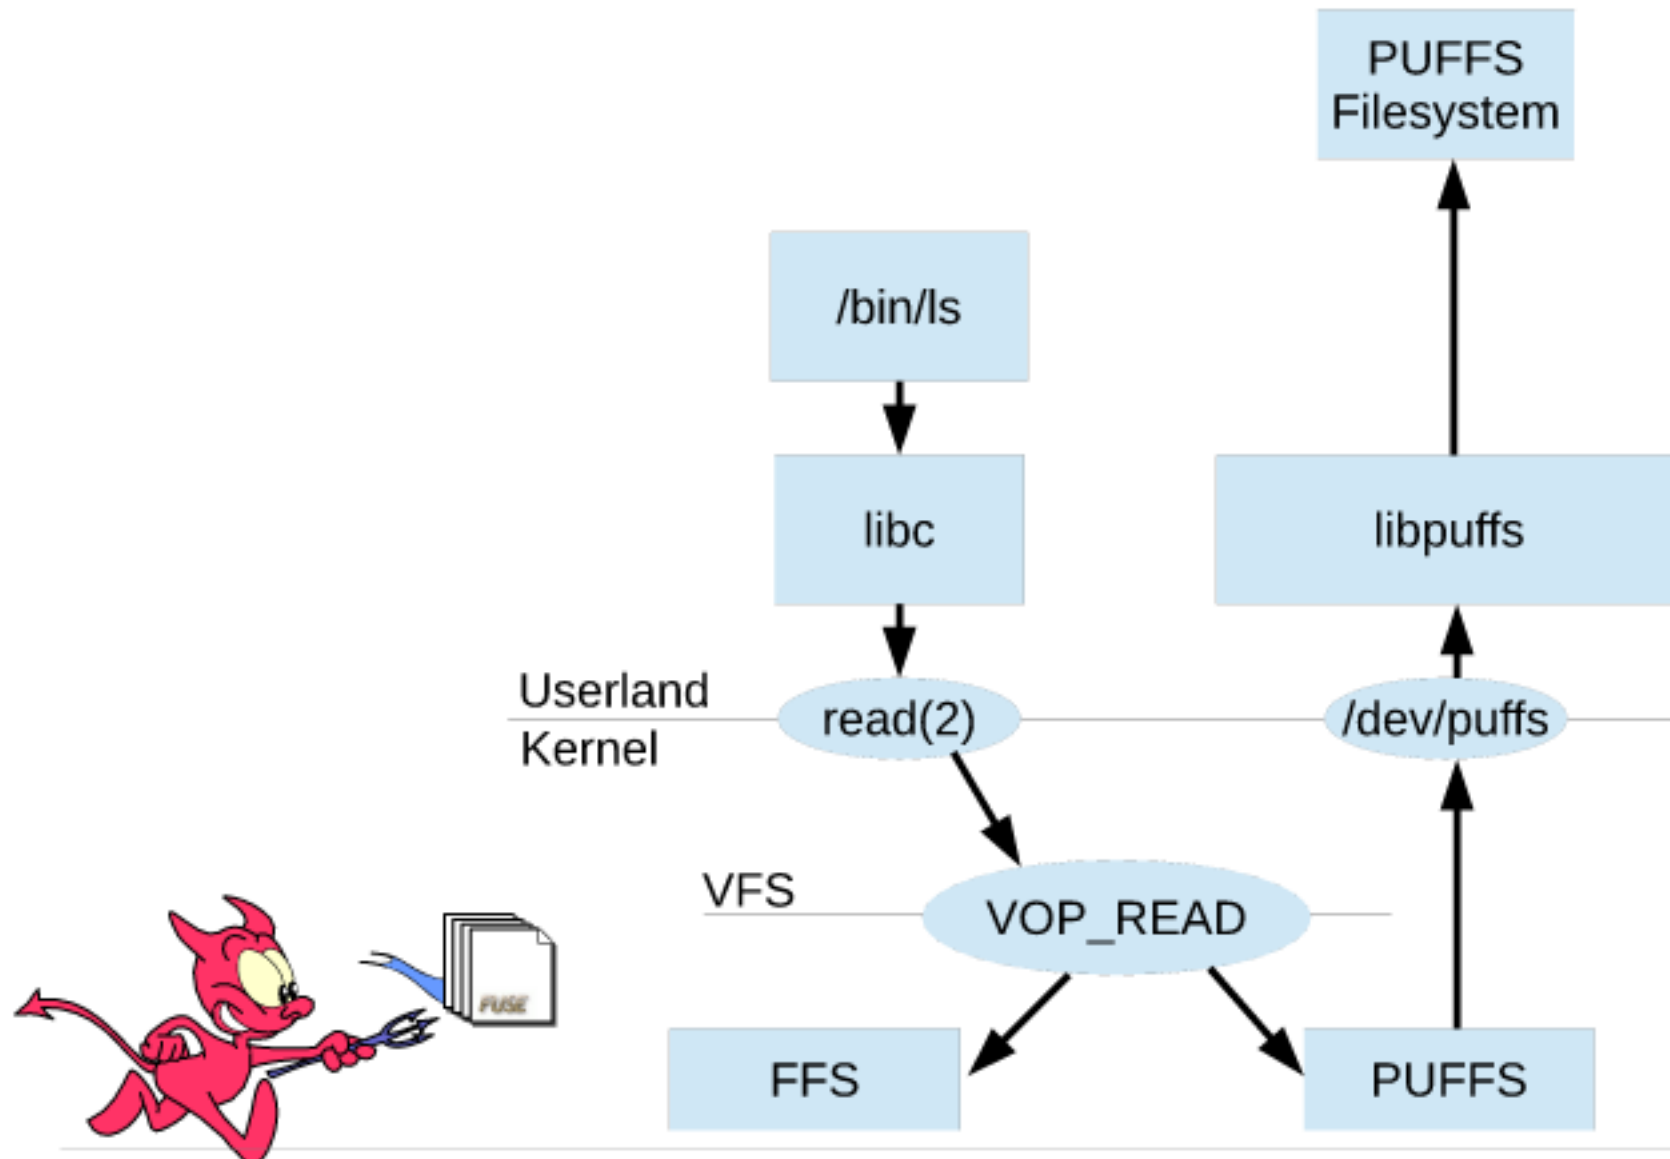 PUFFS
Filesystem
/bin/ls
libc
libpuffs
Userland
read(2)
/dev/puffs
Kernel
VFS
VOP_READ
FUSE
FFS
PUFFS